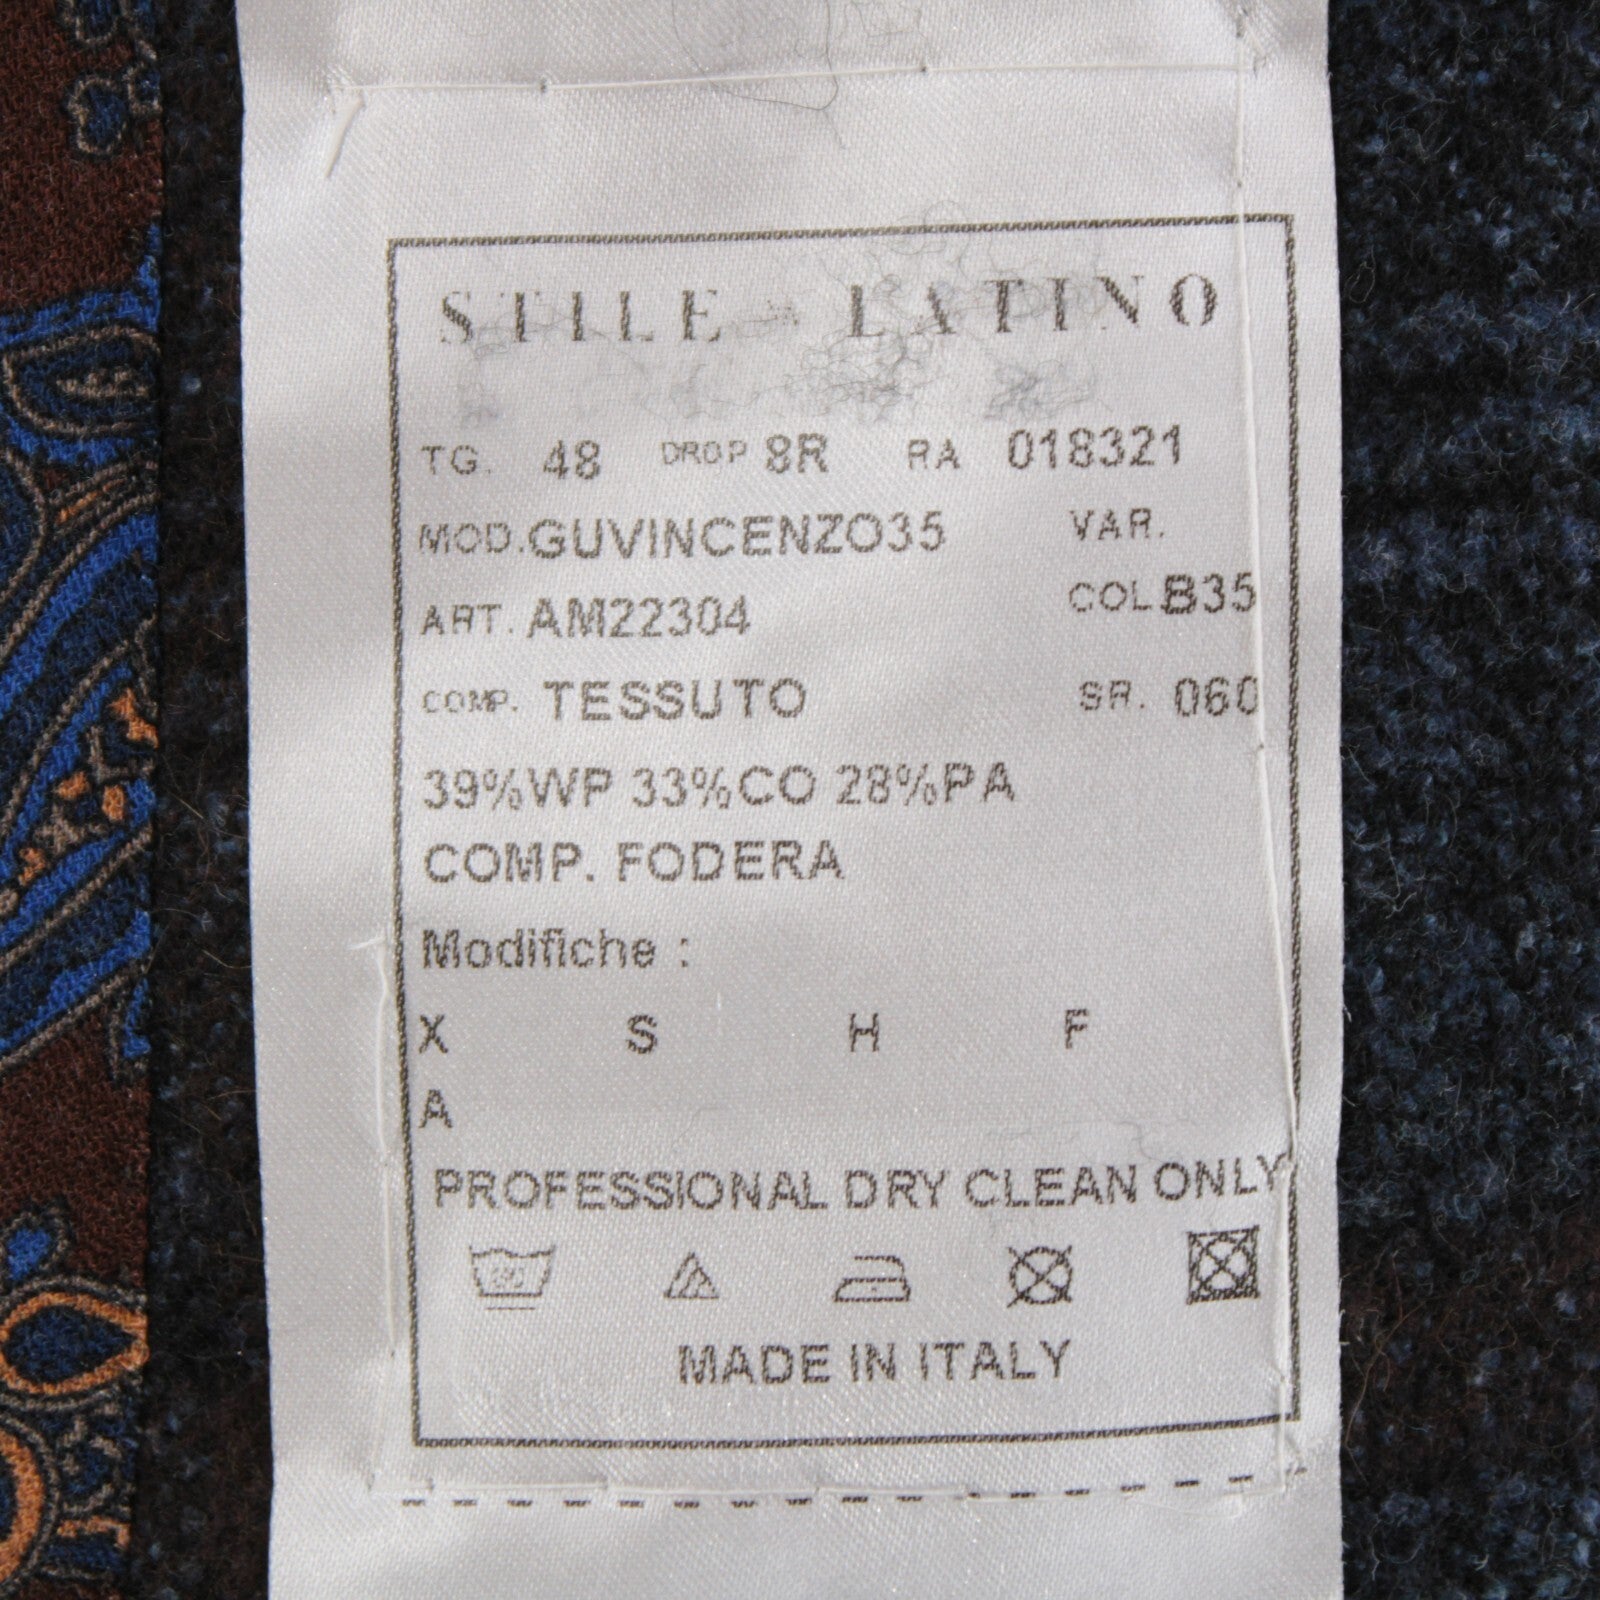 STILE LATINO
TG. 48 DROP 8R RA 018321
MOD. GUVINCENZO35 VAR.
ART. AM22304 COL B35
COMP. TESSUTO SR. 060
39%WP 33%CO 28%PA
COMP. FODERA
Modifiche :
X S H F
A
PROFESSIONAL DRY CLEAN ONLY
MADE IN ITALY